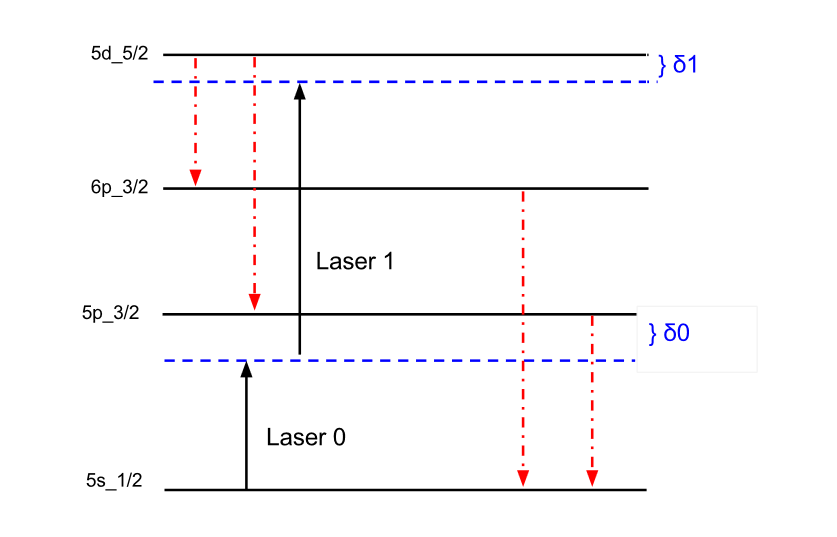 5d_5/2
} δ1
6p_3/2
Laser 1
5p_3/2
} δ0
Laser 0
5s_1/2